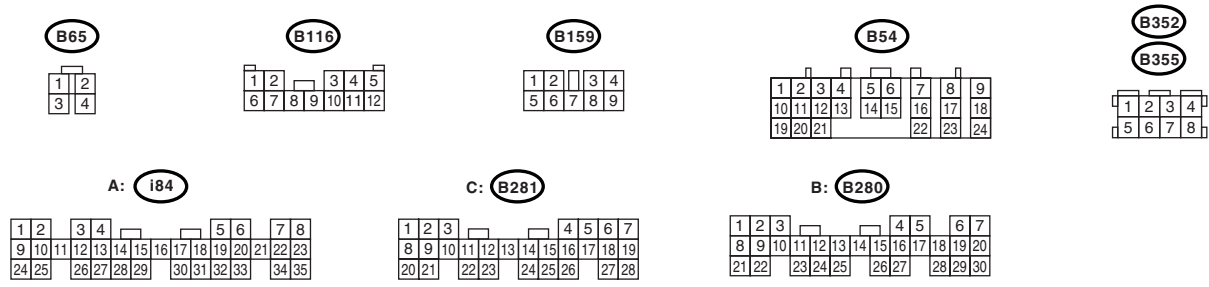 B65
B116
B159
B54
B352
B355
1 2
3 4
1 2 3 4 5
6 7 8 9 10 11 12
1 2 3 4
5 6 7 8 9
1 2 3 4 5 6 7 8 9
10 11 12 13 14 15 16 17 18
19 20 21 22 23 24
1 2 3 4
5 6 7 8
A: i84
C: B281
B: B280
1 2 3 4 5 6 7 8
9 10 11 12 13 14 15 16 17 18 19 20 21 22 23
24 25 26 27 28 29 30 31 32 33 34 35
1 2 3 4 5 6 7
8 9 10 11 12 13 14 15 16 17 18 19
20 21 22 23 24 25 26 27 28
1 2 3 4 5 6 7
8 9 10 11 12 13 14 15 16 17 18 19 20
21 22 23 24 25 26 27 28 29 30